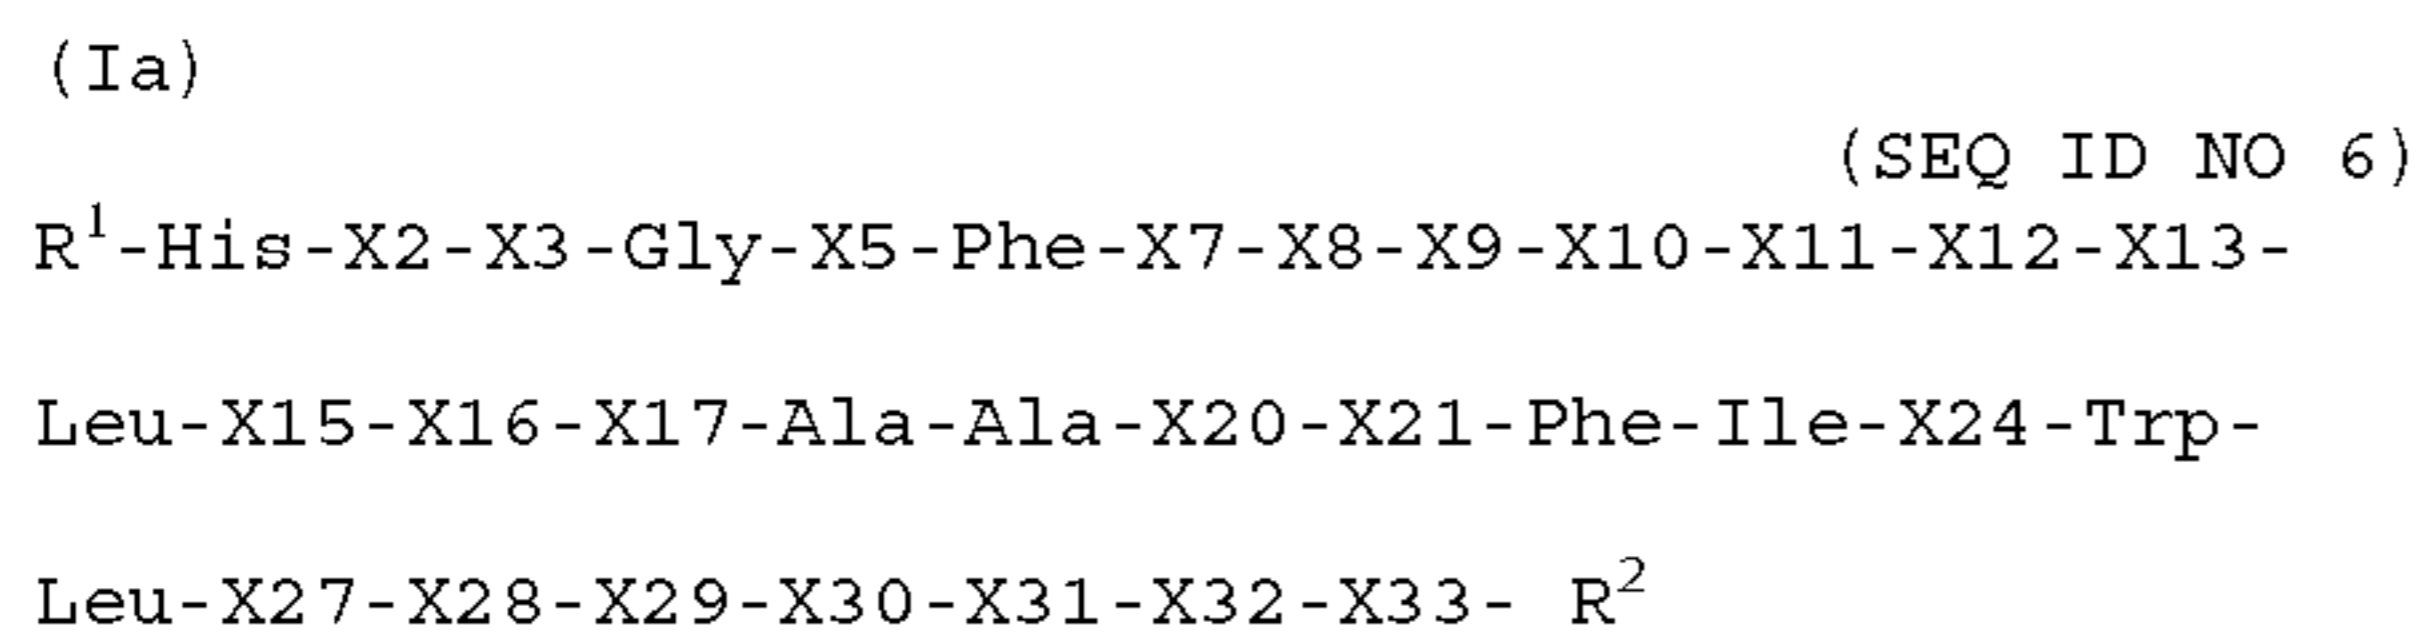 (Ia)
(SEQ ID NO 6)
R¹-His-X2-X3-Gly-X5-Phe-X7-X8-X9-X10-X11-X12-X13-
Leu-X15-X16-X17-Ala-Ala-X20-X21-Phe-Ile-X24-Trp-
Leu-X27-X28-X29-X30-X31-X32-X33- R²